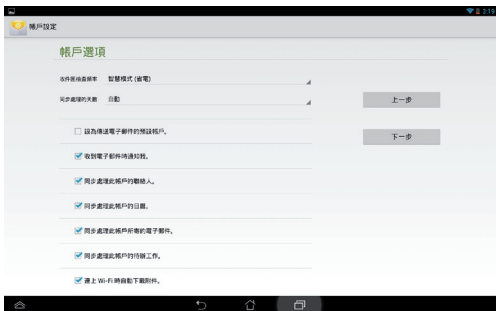 2:19
帳戶設定
帳戶選項
收件匣檢查頻率 智慧模式 (省電)
同步處理的天數 自動
上一步
設為傳送電子郵件的預設帳戶。
下一步
收到電子郵件時通知我。
同步處理此帳戶的聯絡人。
同步處理此帳戶的日曆。
同步處理此帳戶所寄的電子郵件。
同步處理此帳戶的待辦工作。
連上 Wi-Fi 時自動下載附件。